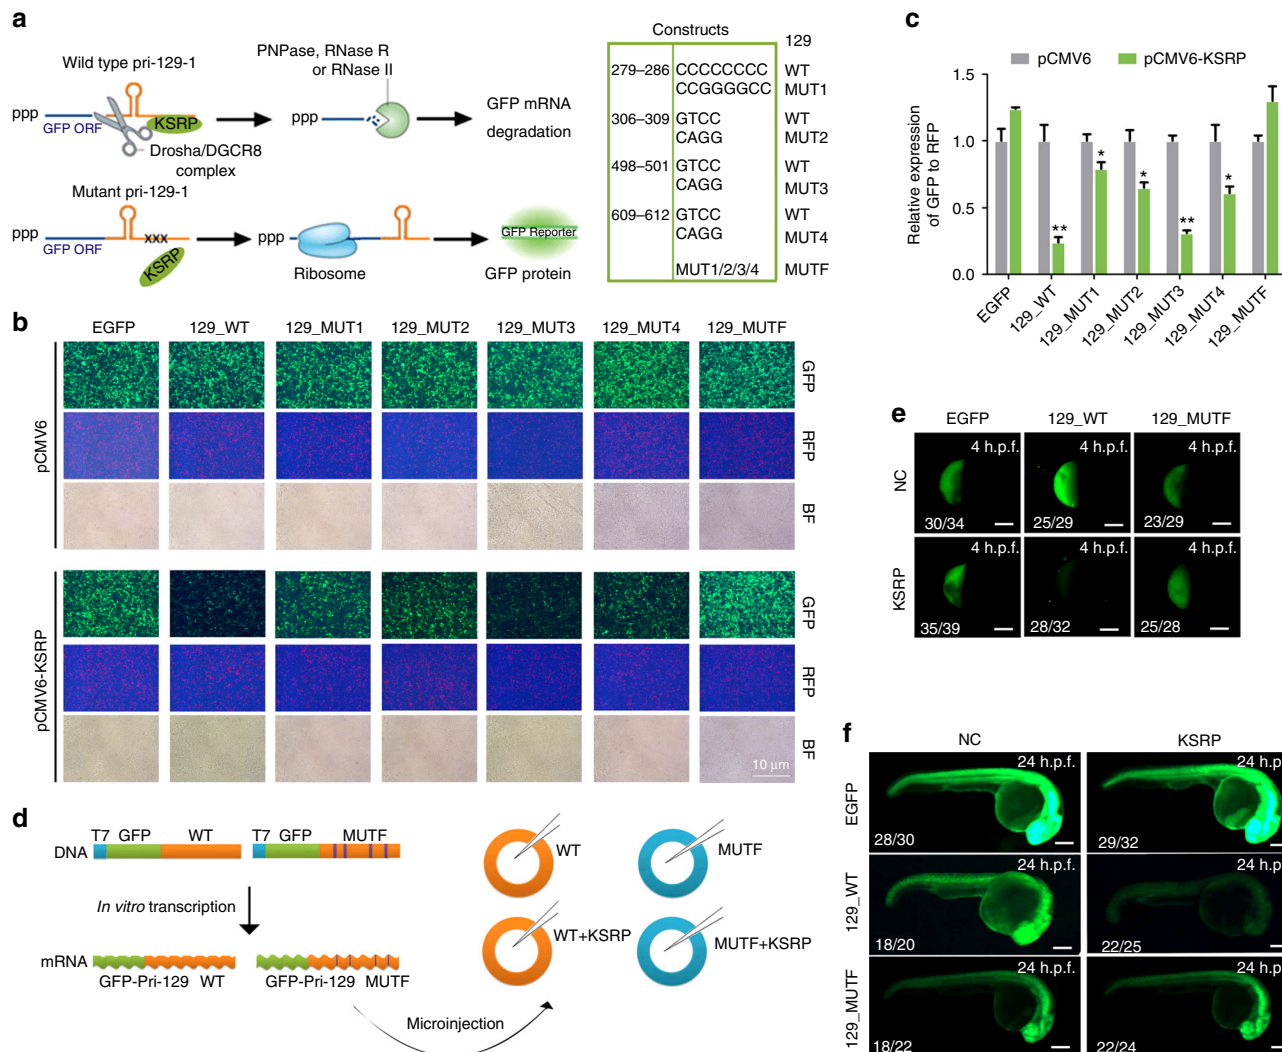 a
Wild type pri-129-1
ppp
GFP ORF
KSRP
Drosha/DGCR8
complex
PNPase, RNase R
or RNase II
ppp
GFP mRNA
degradation
Mutant pri-129-1
ppp
GFP ORF
xxx
KSRP
ppp
Ribosome
GFP Reporter
GFP protein
Constructs
129
279–286 CCCCCCCC WT
CCGGGGCC MUT1
306–309 GTCC WT
CAGG MUT2
498–501 GTCC WT
CAGG MUT3
609–612 GTCC WT
CAGG MUT4
MUT1/2/3/4 MUTF
c
pCMV6 pCMV6-KSRP
Relative expression
of GFP to RFP
1.5
1.0
0.5
0.0
** * * ** *
EGFP 129_WT 129_MUT1 129_MUT2 129_MUT3 129_MUT4 129_MUTF
b
EGFP 129_WT 129_MUT1 129_MUT2 129_MUT3 129_MUT4 129_MUTF
pCMV6
GFP
RFP
BF
pCMV6-KSRP
GFP
RFP
BF
10 µm
e
EGFP 129_WT 129_MUTF
NC
4 h.p.f. 4 h.p.f. 4 h.p.f.
30/34 25/29 23/29
KSRP
4 h.p.f. 4 h.p.f. 4 h.p.f.
35/39 28/32 25/28
d
T7 GFP WT T7 GFP MUTF
DNA
In vitro transcription
mRNA
GFP-Pri-129 WT GFP-Pri-129 MUTF
Microinjection
WT MUTF
WT+KSRP MUTF+KSRP
f
NC KSRP
EGFP
24 h.p.f. 24 h.p.f.
28/30 29/32
129_WT
24 h.p.f. 24 h.p
18/20 22/25
129_MUTF
24 h.p.f. 24 h.p
18/22 22/24